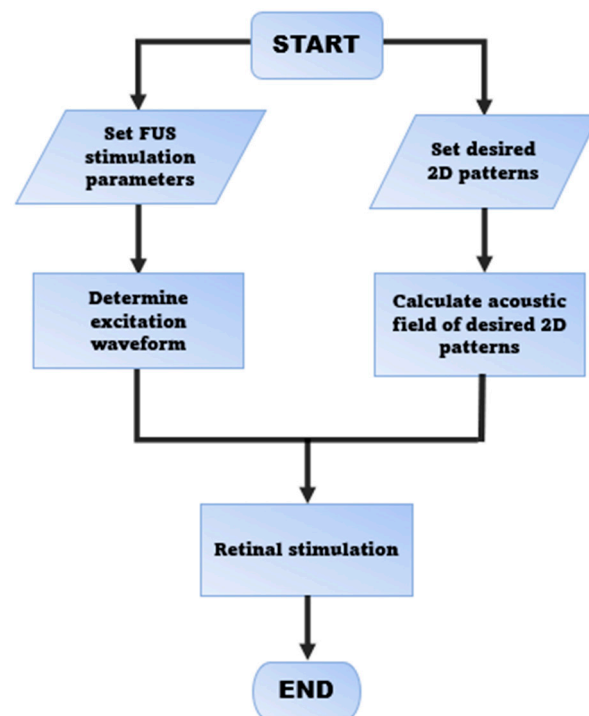 START
Set FUS
stimulation
parameters
Set desired
2D patterns
Determine
excitation
waveform
Calculate acoustic
field of desired 2D
patterns
Retinal stimulation
END